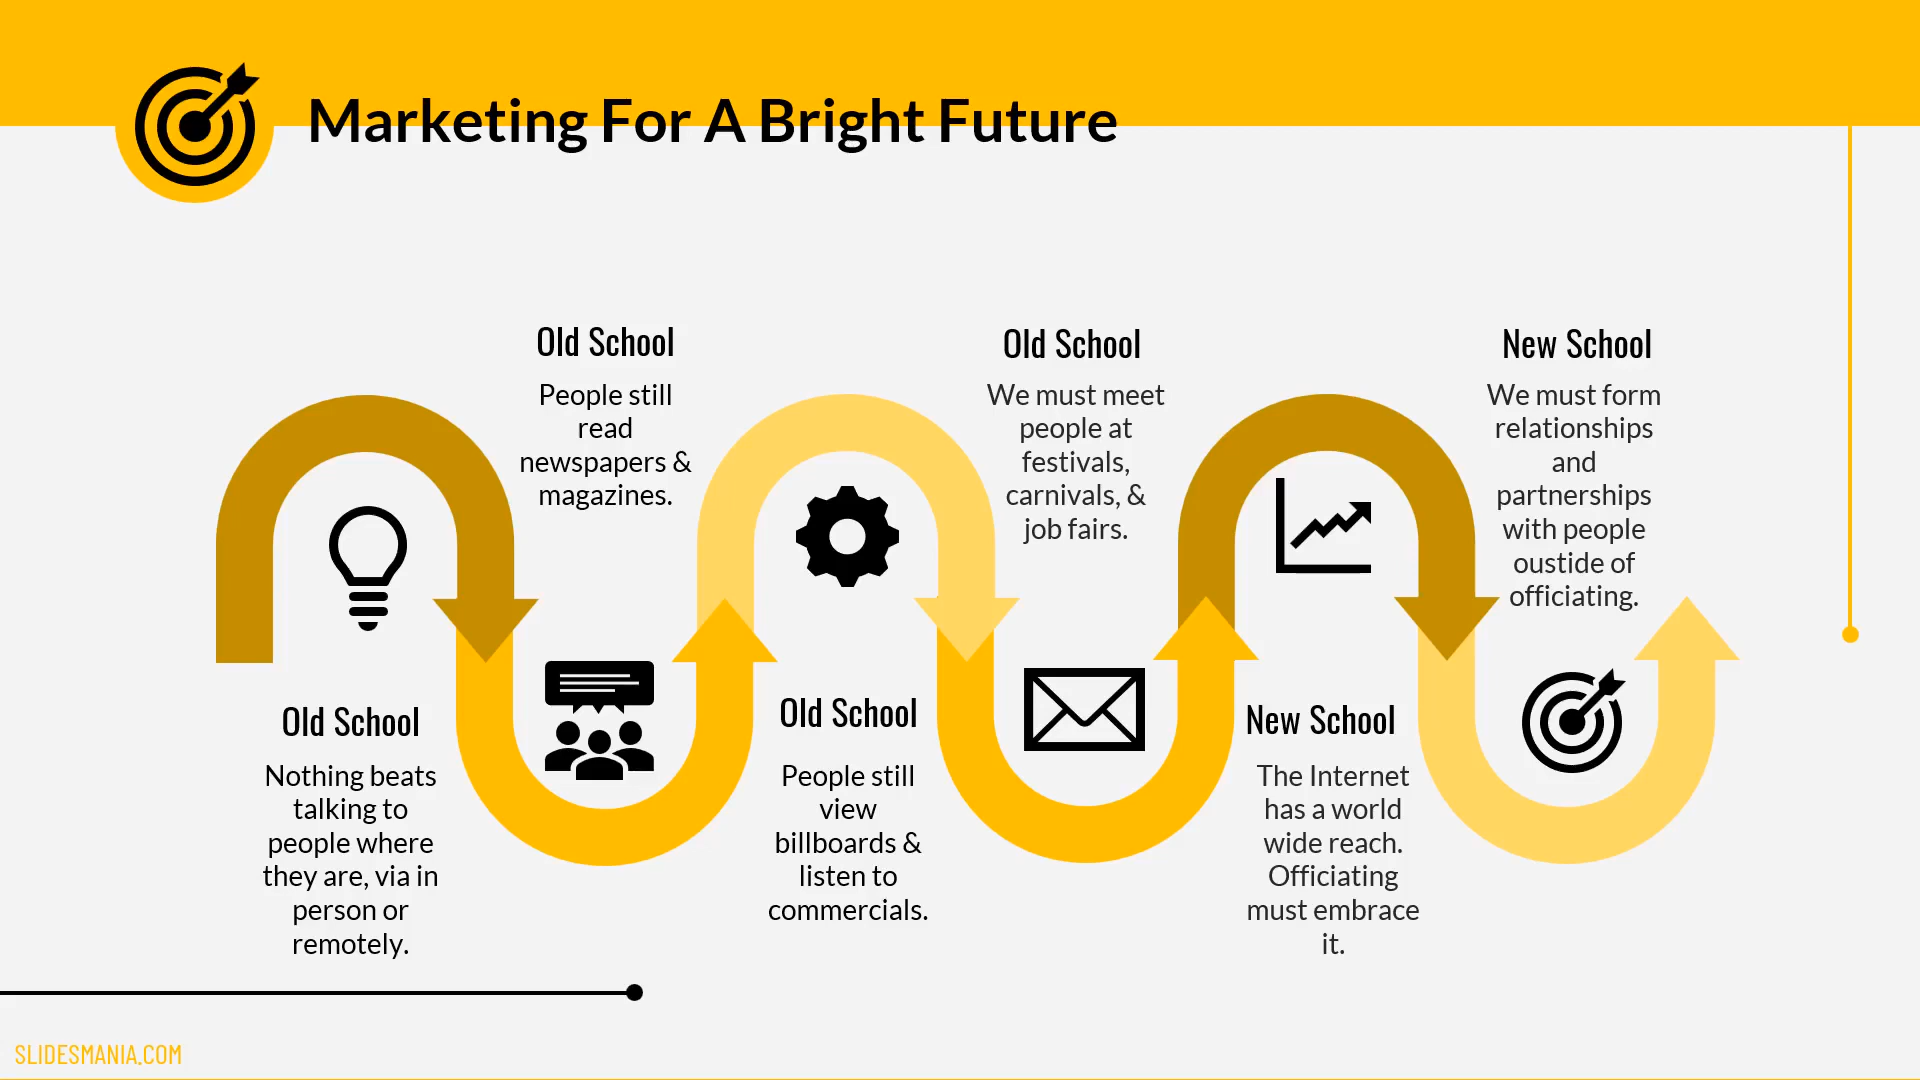 Marketing For A Bright Future
Old School
Nothing beats
talking to
people where
they are, via in
person or
remotely.
Old School
People still
read
newspapers &
magazines.
Old School
People still
view
billboards &
listen to
commercials.
Old School
We must meet
people at
festivals,
carnivals, &
job fairs.
New School
The Internet
has a world
wide reach.
Officiating
must embrace
it.
New School
We must form
relationships
and
partnerships
with people
oustide of
officiating.
SLIDESMANIA.COM